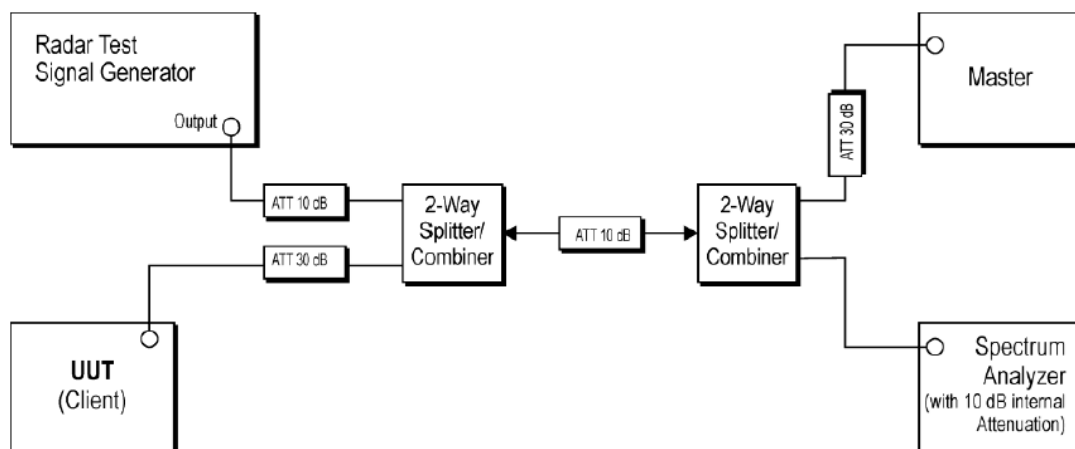 Radar Test
Signal Generator
Output
ATT 10 dB
ATT 30 dB
2-Way
Splitter/
Combiner
ATT 10 dB
2-Way
Splitter/
Combiner
ATT 30 dB
Master
UUT
(Client)
Spectrum
Analyzer
(with 10 dB internal
Attenuation)